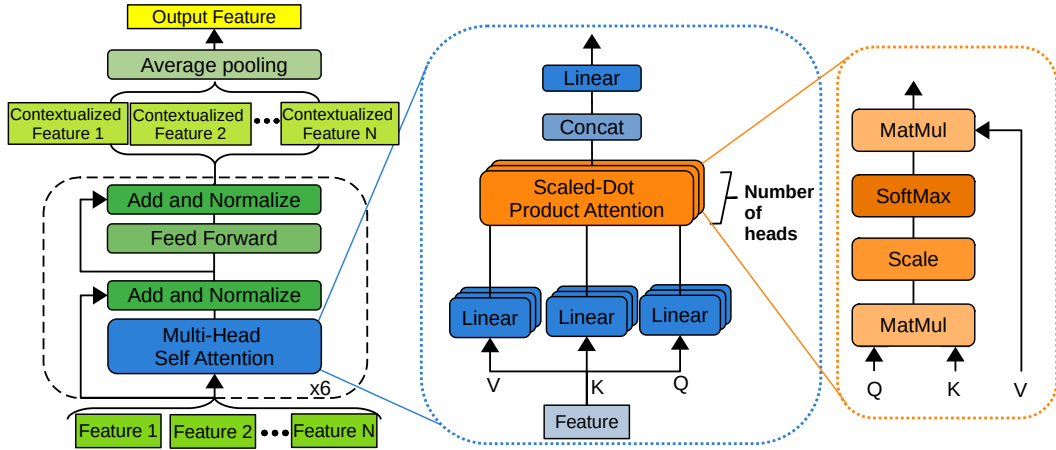 Output Feature
Average pooling
Contextualized
Feature 1
Contextualized
Feature 2
Contextualized
Feature N
Add and Normalize
Feed Forward
Add and Normalize
Multi-Head
Self Attention
x6
Feature 1
Feature 2
Feature N
Linear
Concat
Scaled-Dot
Product Attention
Number
of
heads
Linear
Linear
Linear
V
K
Q
Feature
MatMul
SoftMax
Scale
MatMul
Q
K
V